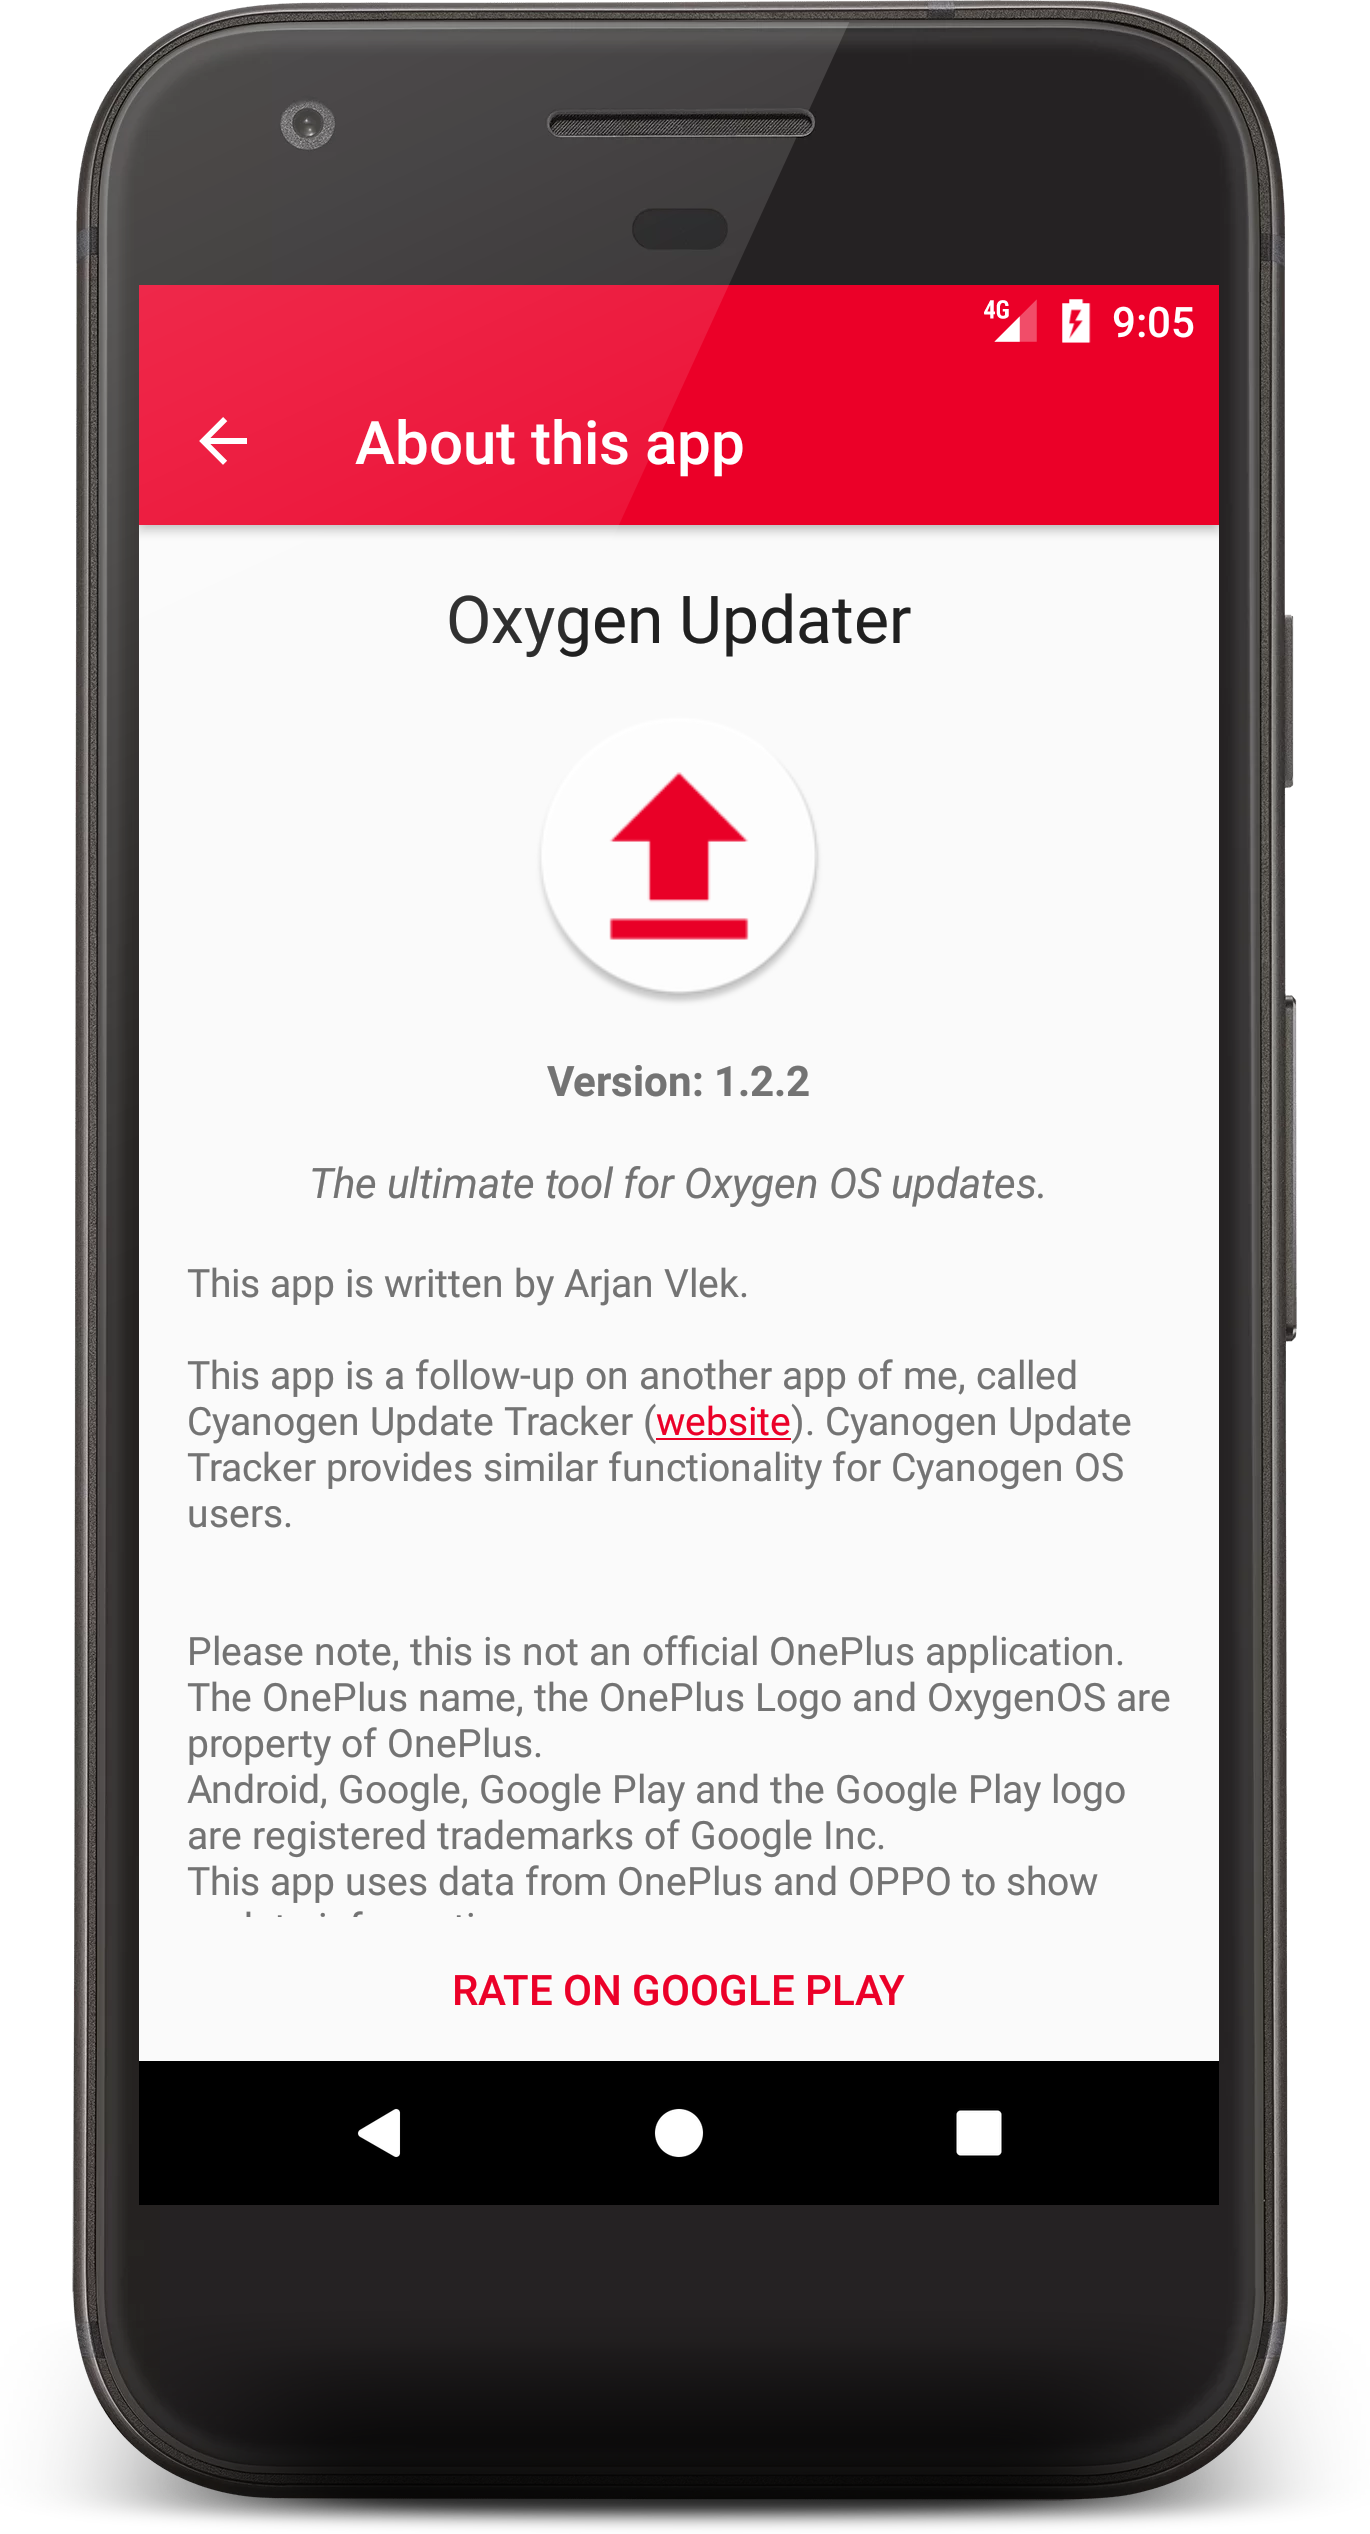 4G 9:05
About this app
Oxygen Updater
Version: 1.2.2
The ultimate tool for Oxygen OS updates.
This app is written by Arjan Vlek.
This app is a follow-up on another app of me, called
Cyanogen Update Tracker (website). Cyanogen Update
Tracker provides similar functionality for Cyanogen OS
users.
Please note, this is not an official OnePlus application.
The OnePlus name, the OnePlus Logo and OxygenOS are
property of OnePlus.
Android, Google, Google Play and the Google Play logo
are registered trademarks of Google Inc.
This app uses data from OnePlus and OPPO to show
RATE ON GOOGLE PLAY